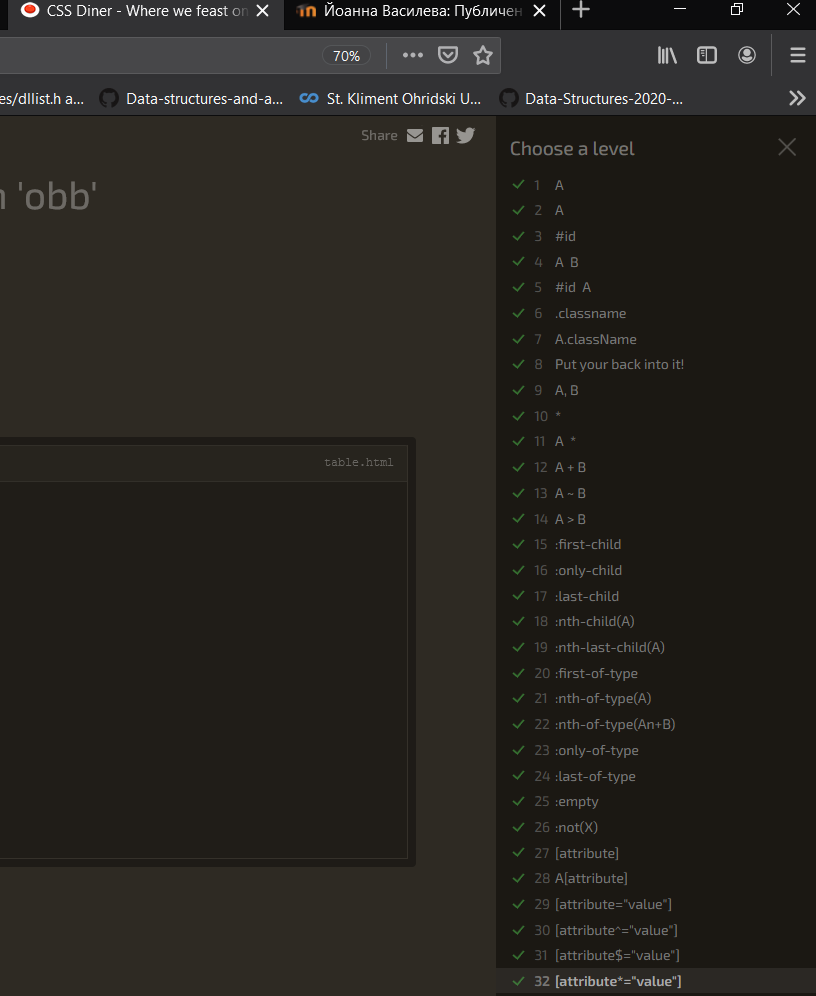 CSS Diner - Where we feast on
Йоанна Василева: Публичен
70%
es/dllist.h a...
Data-structures-and-a...
St. Kliment Ohridski U...
Data-Structures-2020-...
Share
n 'obb'
table.html
Choose a level
1 A
2 A
3 #id
4 A B
5 #id A
6 .classname
7 A.className
8 Put your back into it!
9 A, B
10 *
11 A *
12 A + B
13 A ~ B
14 A > B
15 :first-child
16 :only-child
17 :last-child
18 :nth-child(A)
19 :nth-last-child(A)
20 :first-of-type
21 :nth-of-type(A)
22 :nth-of-type(An+B)
23 :only-of-type
24 :last-of-type
25 :empty
26 :not(X)
27 [attribute]
28 A[attribute]
29 [attribute="value"]
30 [attribute^="value"]
31 [attribute$="value"]
32 [attribute*="value"]